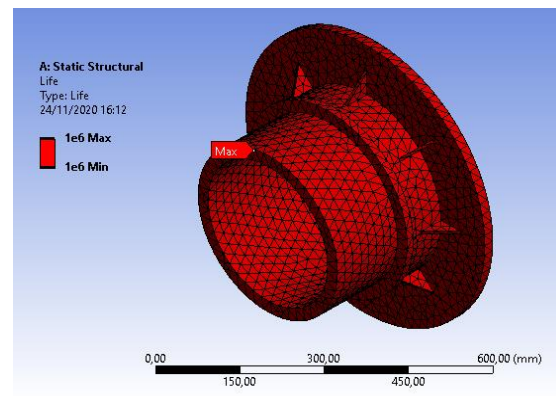 A: Static Structural
Life
Type: Life
24/11/2020 16:12
1e6 Max
1e6 Min
Max
0,00 300,00 600,00 (mm)
150,00 450,00